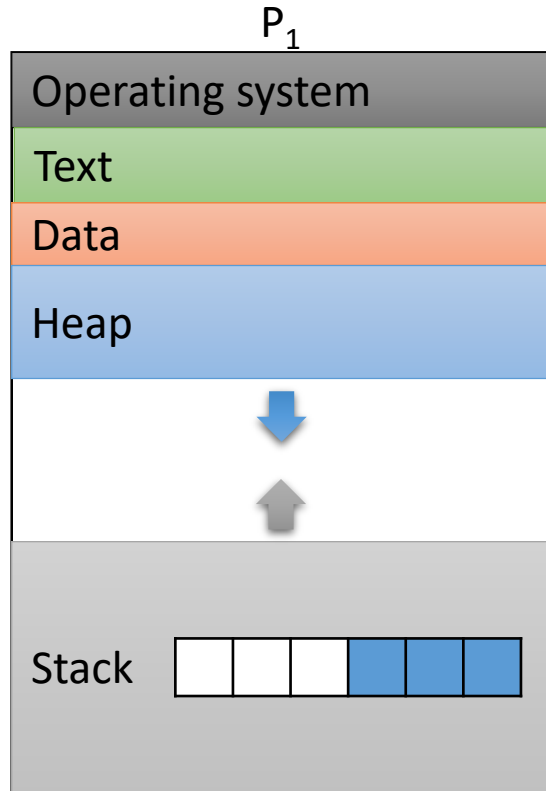 P₁
Operating system
Text
Data
Heap
Stack